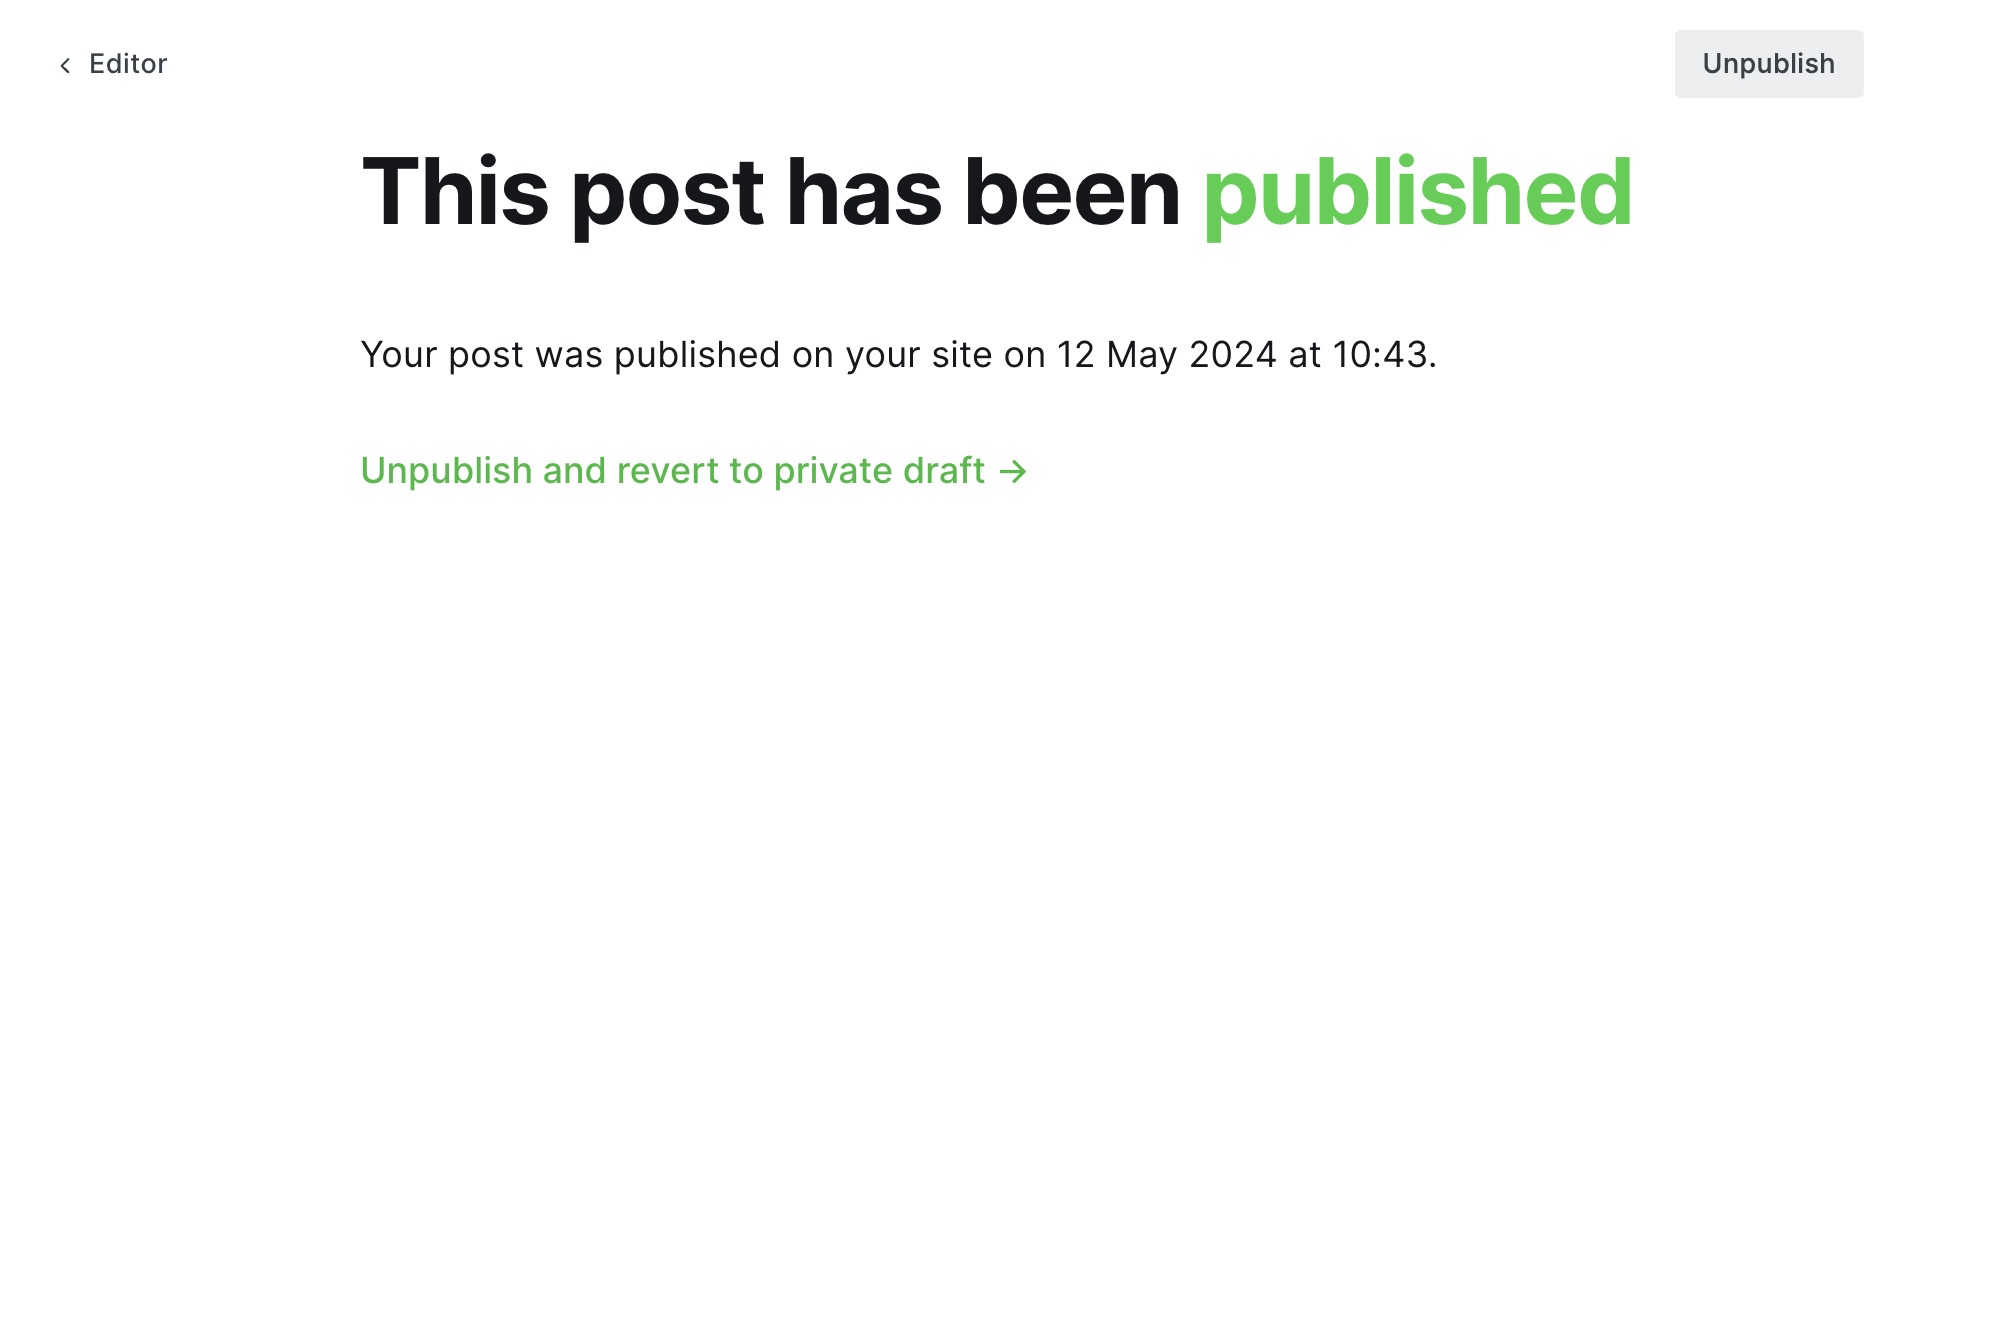 Editor
Unpublish
This post has been published
Your post was published on your site on 12 May 2024 at 10:43.
Unpublish and revert to private draft →